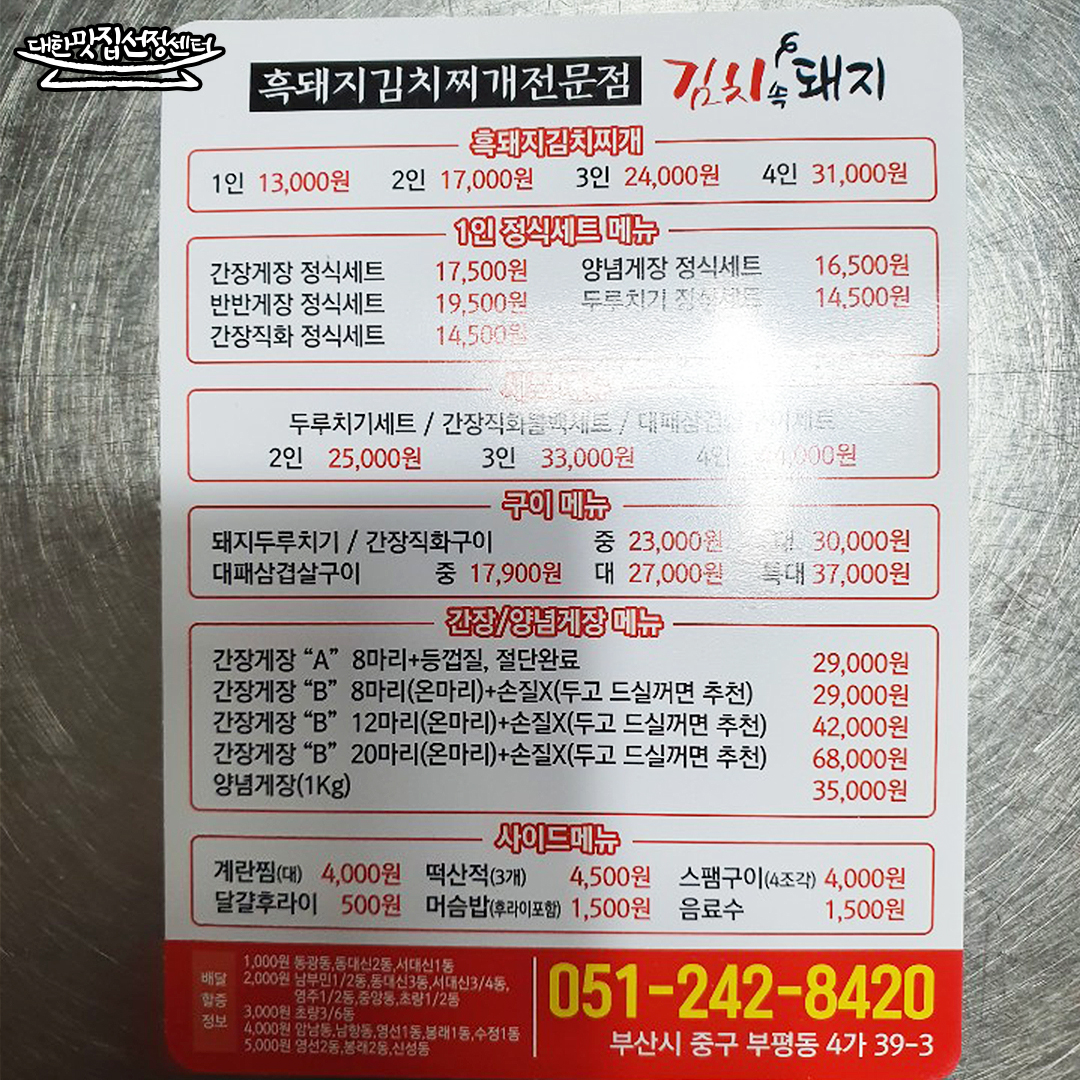 대한맛집선정센터
흑돼지김치찌개전문점 김치속돼지
흑돼지김치찌개
1인 13,000원 2인 17,000원 3인 24,000원 4인 31,000원
1인 정식세트 메뉴
간장게장 정식세트 17,500원 양념게장 정식세트 16,500원
반반게장 정식세트 19,500원 두루치기 정식세트 14,500원
간장직화 정식세트 14,500원
두루치기세트 / 간장직화불백세트 /
2인 25,000원 3인 33,000원 4인
구이 메뉴
돼지두루치기 / 간장직화구이 중 23,000원 대 30,000원
대패삼겹살구이 중 17,900원 대 27,000원 특대 37,000원
간장/양념게장 메뉴
간장게장 “A” 8마리+등껍질, 절단완료 29,000원
간장게장 “B” 8마리(온마리)+손질X(두고 드실꺼면 추천) 29,000원
간장게장 “B” 12마리(온마리)+손질X(두고 드실꺼면 추천) 42,000원
간장게장 “B” 20마리(온마리)+손질X(두고 드실꺼면 추천) 68,000원
양념게장(1Kg) 35,000원
사이드메뉴
계란찜(대) 4,000원 떡산적(3개) 4,500원 스팸구이(4조각) 4,000원
달걀후라이 500원 머슴밥(후라이포함) 1,500원 음료수 1,500원
배달 할증 정보
1,000원 동광동,동대신2동,서대신1동
2,000원 남부민1/2동,동대신3동,서대신3/4동,
영주1/2동,중앙동,초량1/2동
3,000원 초량3/6동
4,000원 암남동,남항동,영선1동,봉래1동,수정1동
5,000원 영선2동,봉래2동,신성동
051-242-8420
부산시 중구 부평동 4가 39-3